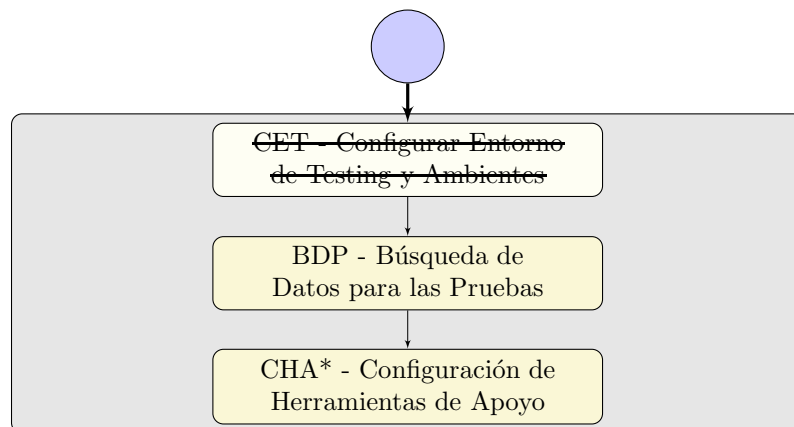 CET - Configurar Entorno
de Testing y Ambientes
BDP - Búsqueda de
Datos para las Pruebas
CHA* - Configuración de
Herramientas de Apoyo